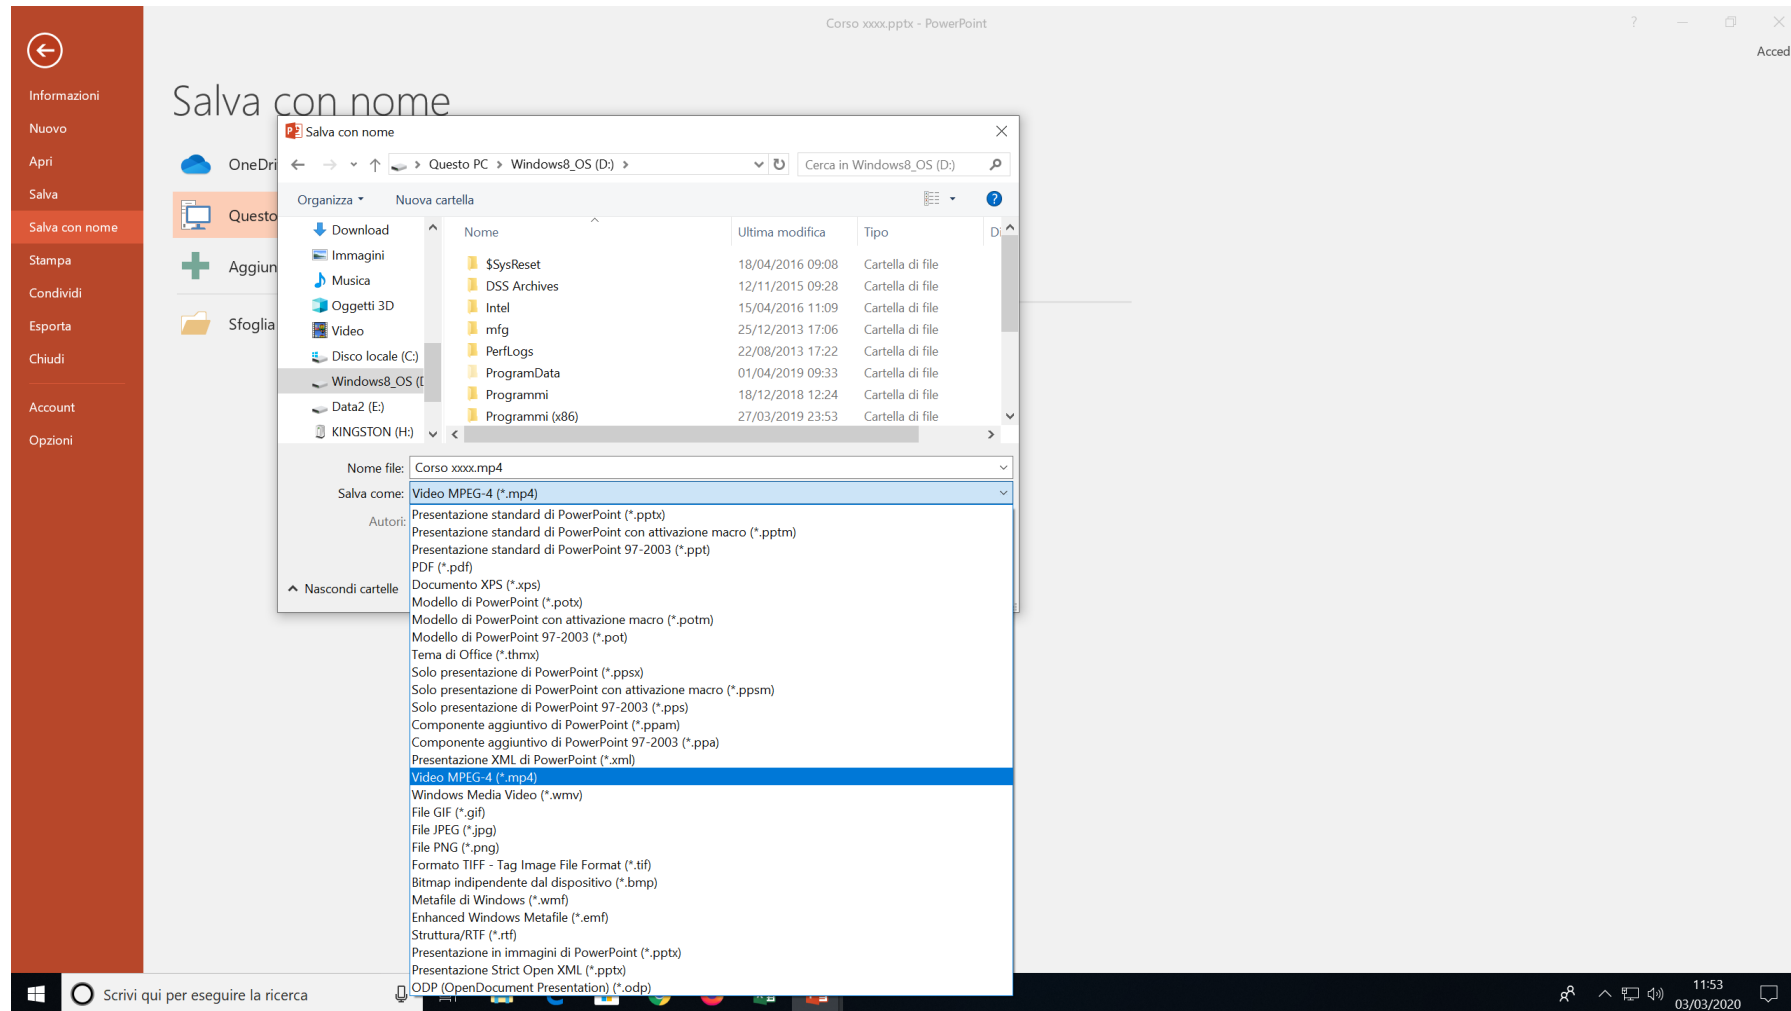 Corso xxxx.pptx - PowerPoint
?
Acced
Informazioni
Nuovo
Apri
Salva
Salva con nome
Stampa
Condividi
Esporta
Chiudi
Account
Opzioni
Salva con nome
OneDri
Questo
Aggiun
Sfoglia
Salva con nome
Questo PC > Windows8_OS (D:) >
Cerca in Windows8_OS (D:)
Organizza
Nuova cartella
?
Download
Immagini
Musica
Oggetti 3D
Video
Disco locale (C:)
Windows8_OS (D
Data2 (E:)
KINGSTON (H:)
Nome Ultima modifica Tipo Di
$SysReset 18/04/2016 09:08 Cartella di file
DSS Archives 12/11/2015 09:28 Cartella di file
Intel 15/04/2016 11:09 Cartella di file
mfg 25/12/2013 17:06 Cartella di file
PerfLogs 22/08/2013 17:22 Cartella di file
ProgramData 01/04/2019 09:33 Cartella di file
Programmi 18/12/2018 12:24 Cartella di file
Programmi (x86) 27/03/2019 23:53 Cartella di file
Nome file: Corso xxxx.mp4
Salva come: Video MPEG-4 (*.mp4)
Autori:
Nascondi cartelle
Presentazione standard di PowerPoint (*.pptx)
Presentazione standard di PowerPoint con attivazione macro (*.pptm)
Presentazione standard di PowerPoint 97-2003 (*.ppt)
PDF (*.pdf)
Documento XPS (*.xps)
Modello di PowerPoint (*.potx)
Modello di PowerPoint con attivazione macro (*.potm)
Modello di PowerPoint 97-2003 (*.pot)
Tema di Office (*.thmx)
Solo presentazione di PowerPoint (*.ppsx)
Solo presentazione di PowerPoint con attivazione macro (*.ppsm)
Solo presentazione di PowerPoint 97-2003 (*.pps)
Componente aggiuntivo di PowerPoint (*.ppam)
Componente aggiuntivo di PowerPoint 97-2003 (*.ppa)
Presentazione XML di PowerPoint (*.xml)
Video MPEG-4 (*.mp4)
Windows Media Video (*.wmv)
File GIF (*.gif)
File JPEG (*.jpg)
File PNG (*.png)
Formato TIFF - Tag Image File Format (*.tif)
Bitmap indipendente dal dispositivo (*.bmp)
Metafile di Windows (*.wmf)
Enhanced Windows Metafile (*.emf)
Struttura/RTF (*.rtf)
Presentazione in immagini di PowerPoint (*.pptx)
Presentazione Strict Open XML (*.pptx)
ODP (OpenDocument Presentation) (*.odp)
Scrivi qui per eseguire la ricerca
11:53
03/03/2020